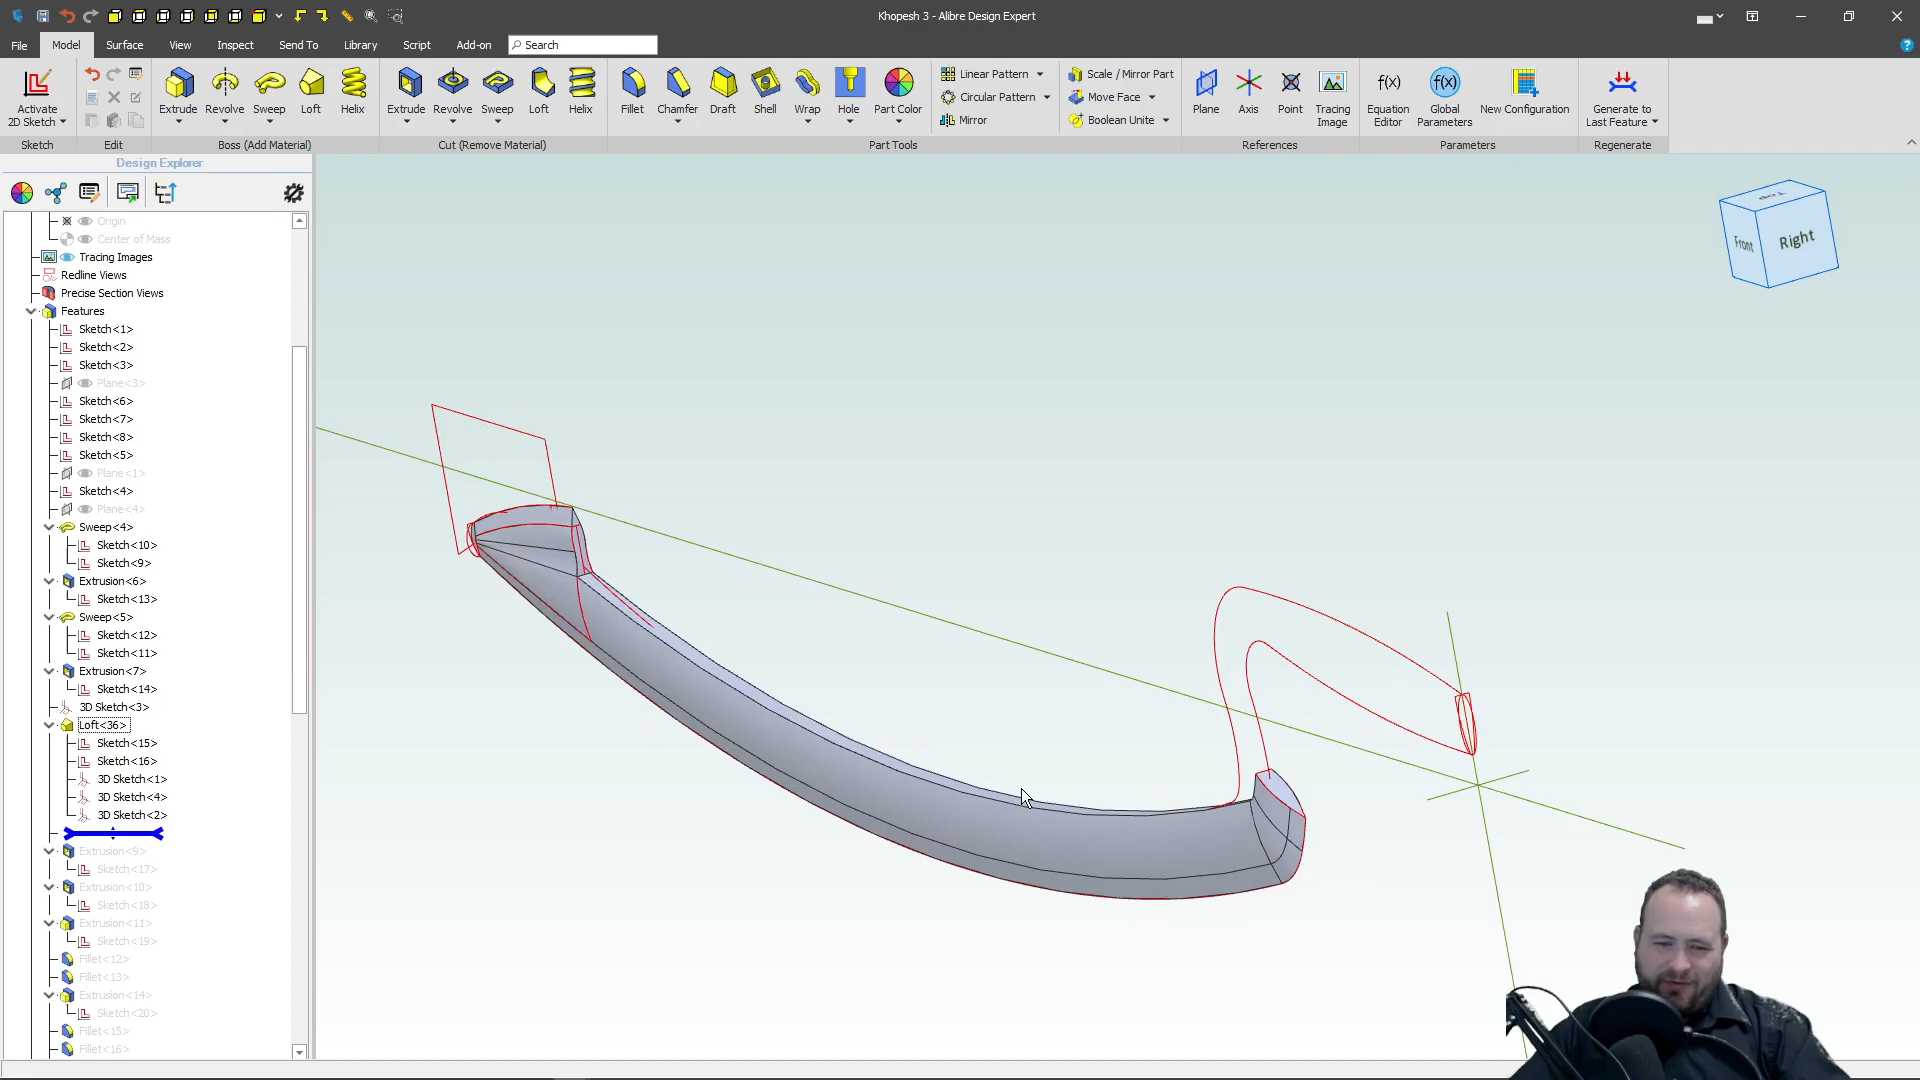 Khopesh 3 - Alibre Design Expert
File Model Surface View Inspect Send To Library Script Add-on Search
Activate
2D Sketch
Extrude Revolve Sweep Loft Helix
Extrude Revolve Sweep Loft Helix
Fillet Chamfer Draft Shell Wrap Hole Part Color
Linear Pattern
Circular Pattern
Mirror
Scale / Mirror Part
Move Face
Boolean Unite
Plane Axis Point Tracing
Image
f(x) Equation
Editor
f(x) Global
Parameters
New Configuration
Generate to
Last Feature
Sketch Edit Boss (Add Material) Cut (Remove Material) Part Tools References Parameters Regenerate
Design Explorer
Origin
Center of Mass
Tracing Images
Redline Views
Precise Section Views
Features
Sketch<1>
Sketch<2>
Sketch<3>
Plane<3>
Sketch<6>
Sketch<7>
Sketch<8>
Sketch<5>
Plane<1>
Sketch<4>
Plane<4>
Sweep<4>
Sketch<10>
Sketch<9>
Extrusion<6>
Sketch<13>
Sweep<5>
Sketch<12>
Sketch<11>
Extrusion<7>
Sketch<14>
3D Sketch<3>
Loft<36>
Sketch<15>
Sketch<16>
3D Sketch<1>
3D Sketch<4>
3D Sketch<2>
Extrusion<9>
Sketch<17>
Extrusion<10>
Sketch<18>
Extrusion<11>
Sketch<19>
Fillet<12>
Fillet<13>
Extrusion<14>
Sketch<20>
Fillet<15>
Fillet<16>
Top
Front
Right